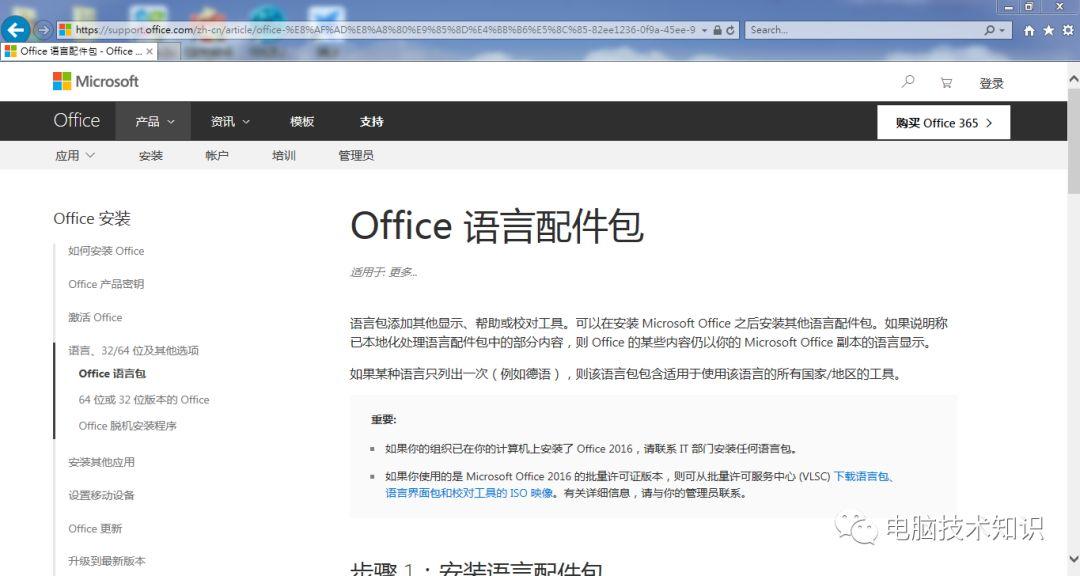 https://support.office.com/zh-cn/article/office-%E8%AF%AD%E8%A8%80%E9%85%8D%E4%BB%B6%E5%8C%85-82ee1236-0f9a-45ee-9
Search...
Office 语言配件包 - Office ...
Microsoft
登录
Office 产品 资讯 模板 支持
购买 Office 365
应用 安装 帐户 培训 管理员
Office 安装
如何安装 Office
Office 产品密钥
激活 Office
语言、32/64 位及其他选项
Office 语言包
64 位或 32 位版本的 Office
Office 脱机安装程序
安装其他应用
设置移动设备
Office 更新
升级到最新版本
Office 语言配件包
适用于: 更多...
语言包添加其他显示、帮助或校对工具。可以在安装 Microsoft Office 之后安装其他语言配件包。如果说明称
已本地化处理语言配件包中的部分内容，则 Office 的某些内容仍以你的 Microsoft Office 副本的语言显示。
如果某种语言只列出一次（例如德语），则该语言包包含适用于使用该语言的所有国家/地区的工具。
重要:
如果你的组织已在你的计算机上安装了 Office 2016，请联系 IT 部门安装任何语言包。
如果你使用的是 Microsoft Office 2016 的批量许可证版本，则可从批量许可服务中心 (VLSC) 下载语言包、
语言界面包和校对工具的 ISO 映像。有关详细信息，请与你的管理员联系。
步骤 1：安装语言配件包
电脑技术知识